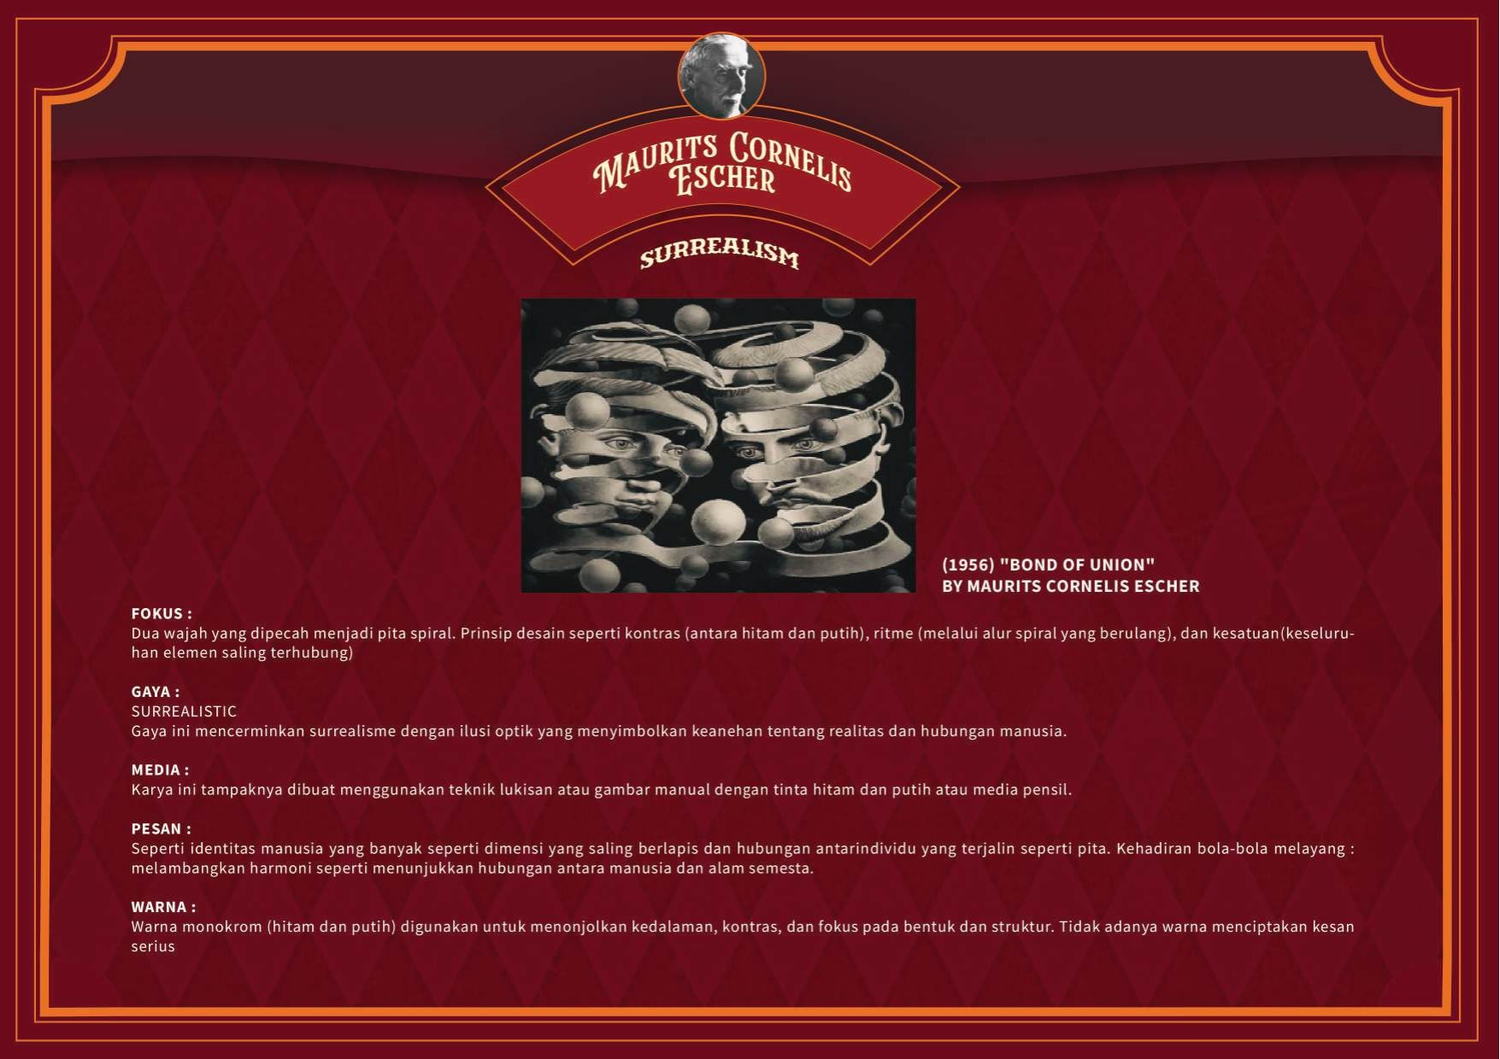 MAURITS CORNELIS
ESCHER
SURREALISM
(1956) "BOND OF UNION"
BY MAURITS CORNELIS ESCHER
FOKUS :
Dua wajah yang dipecah menjadi pita spiral. Prinsip desain seperti kontras (antara hitam dan putih), ritme (melalui alur spiral yang berulang), dan kesatuan(keseluru-
han elemen saling terhubung)
GAYA :
SURREALISTIC
Gaya ini mencerminkan surrealisme dengan ilusi optik yang menyimbolkan keanehan tentang realitas dan hubungan manusia.
MEDIA :
Karya ini tampaknya dibuat menggunakan teknik lukisan atau gambar manual dengan tinta hitam dan putih atau media pensil.
PESAN :
Seperti identitas manusia yang banyak seperti dimensi yang saling berlapis dan hubungan antarindividu yang terjalin seperti pita. Kehadiran bola-bola melayang :
melambangkan harmoni seperti menunjukkan hubungan antara manusia dan alam semesta.
WARNA :
Warna monokrom (hitam dan putih) digunakan untuk menonjolkan kedalaman, kontras, dan fokus pada bentuk dan struktur. Tidak adanya warna menciptakan kesan
serius